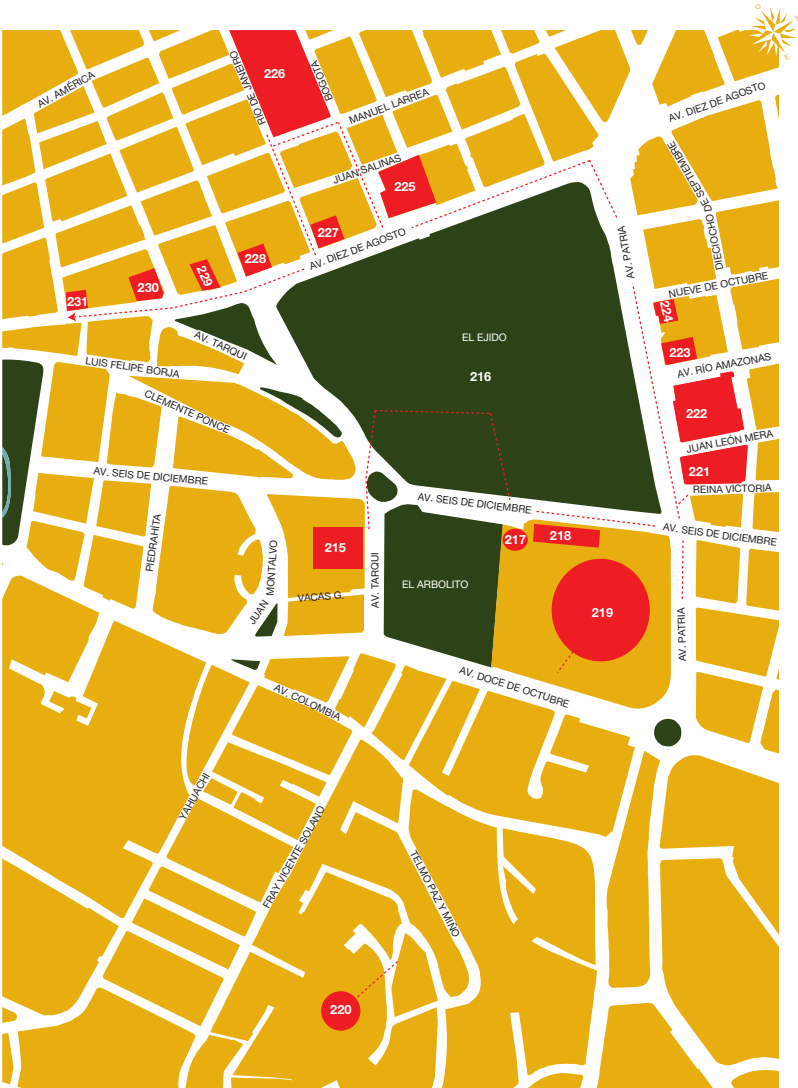 226
AV. AMÉRICA
RÍO DE JANEIRO
BOGOTÁ
MANUEL LARREA
AV. DIEZ DE AGOSTO
JUAN SALINAS
225
DIECIOCHO DE SEPTIEMBRE
227
AV. DIEZ DE AGOSTO
AV. PATRIA
228
229
230
231
NUEVE DE OCTUBRE
224
AV. TARQUI
EL EJIDO
216
223
AV. RÍO AMAZONAS
LUIS FELIPE BORJA
CLEMENTE PONCE
222
JUAN LEÓN MERA
221
AV. SEIS DE DICIEMBRE
REINA VICTORIA
AV. SEIS DE DICIEMBRE
AV. SEIS DE DICIEMBRE
PIEDRAHÍTA
215
217
218
JUAN MONTALVO
AV. TARQUI
EL ARBOLITO
VACAS G.
219
AV. PATRIA
AV. DOCE DE OCTUBRE
AV. COLOMBIA
YAHUACHI
FRAY VICENTE SOLANO
TELMO PAZ Y MIÑO
220